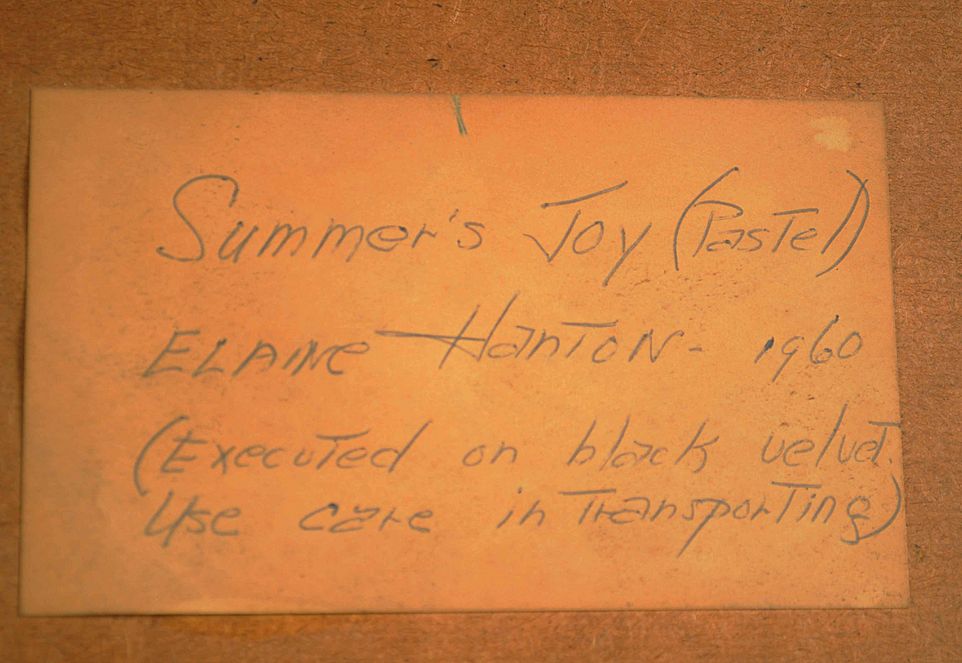 Summer's Joy (Pastel)
ELAINE Hanton - 1960
(Executed on black velvet.
Use care in Transporting)